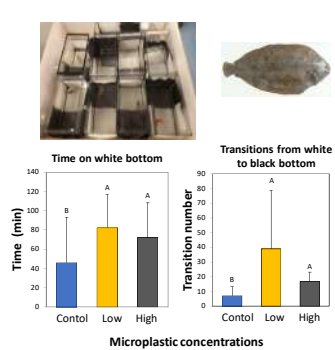 Time on white bottom
Transitions from white
to black bottom
Time (min)
140
120
100
80
60
40
20
0
B
A
A
Contol
Low
High
Transition number
90
80
70
60
50
40
30
20
10
0
B
A
A
Contol
Low
High
Microplastic concentrations